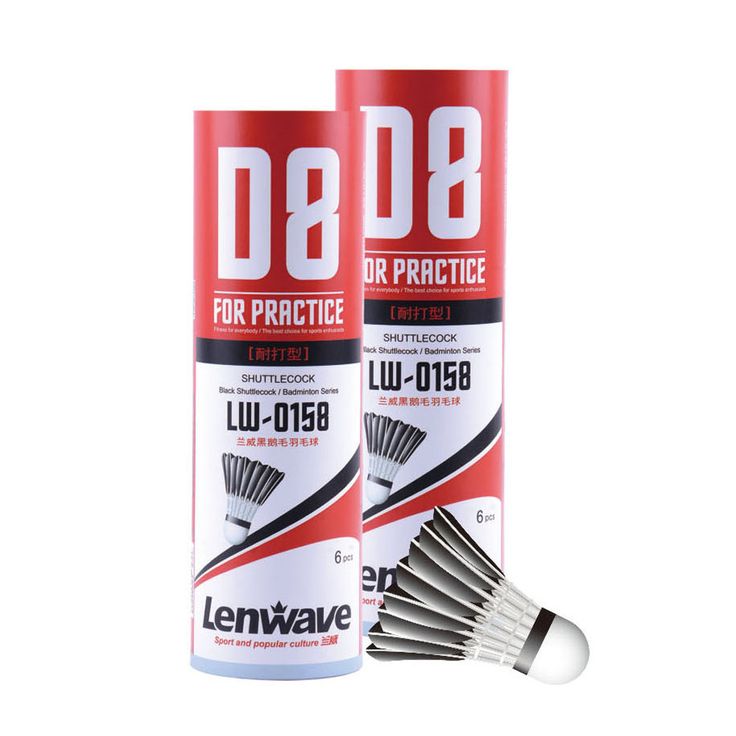 D8
FOR PRACTICE
Fitness for everybody / The best choice for sports enthusiasts
[耐打型]
SHUTTLECOCK
Black Shuttlecock / Badminton Series
LW-0158
兰威黑鹅毛羽毛球
6 pcs
Lenwave
Sport and popular culture 兰威
D8
OR PRACTICE
Fitness for everybody / The best choice for sports enthusiasts
[耐打型]
SHUTTLECOCK
Black Shuttlecock / Badminton Series
LW-0158
兰威黑鹅毛羽毛球
6 pcs